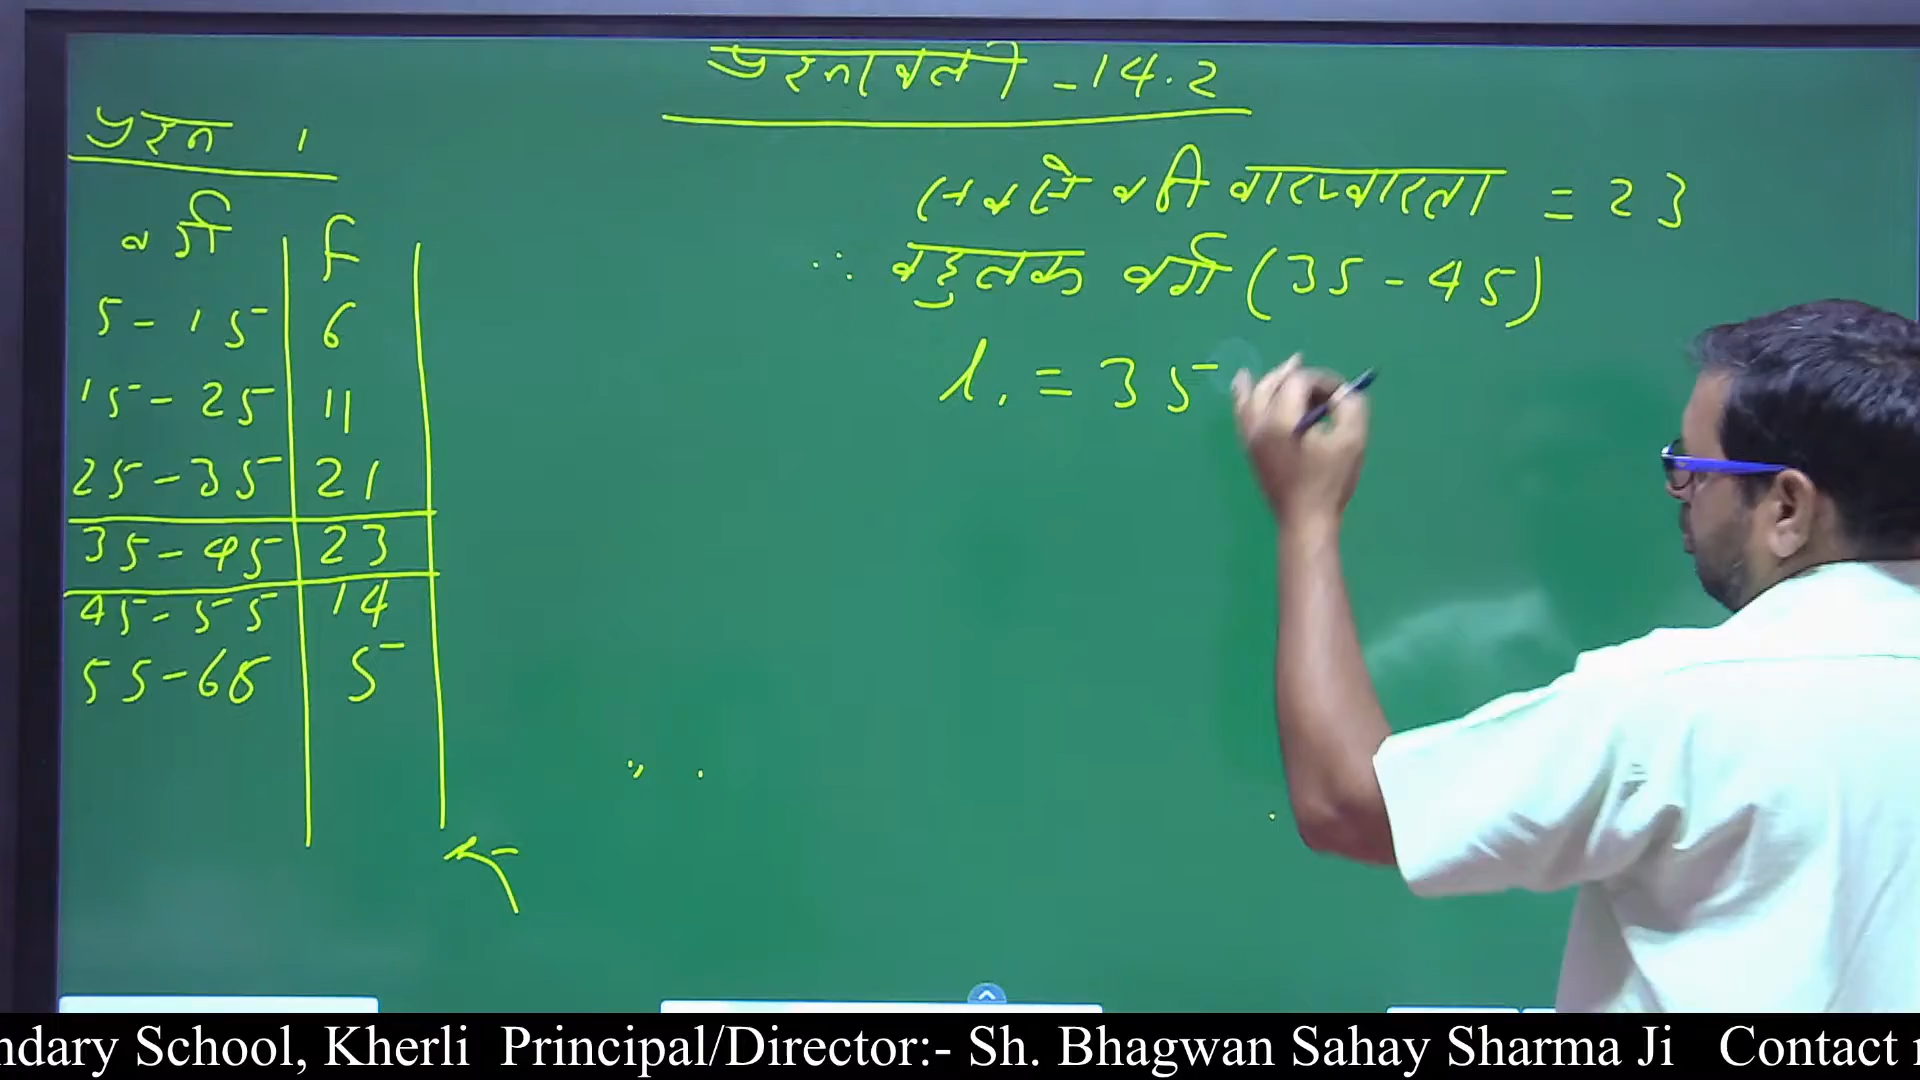 प्रश्नावली - 14.2
प्रश्न 1
वर्ग f
5 - 15 6
15 - 25 11
25 - 35 21
35 - 45 23
45 - 55 14
55 - 65 5
सबसे बड़ी बारम्बारता = 23
∴ बहुलक वर्ग (35 - 45)
l₁ = 35
ndary School, Kherli Principal/Director:- Sh. Bhagwan Sahay Sharma Ji Contact